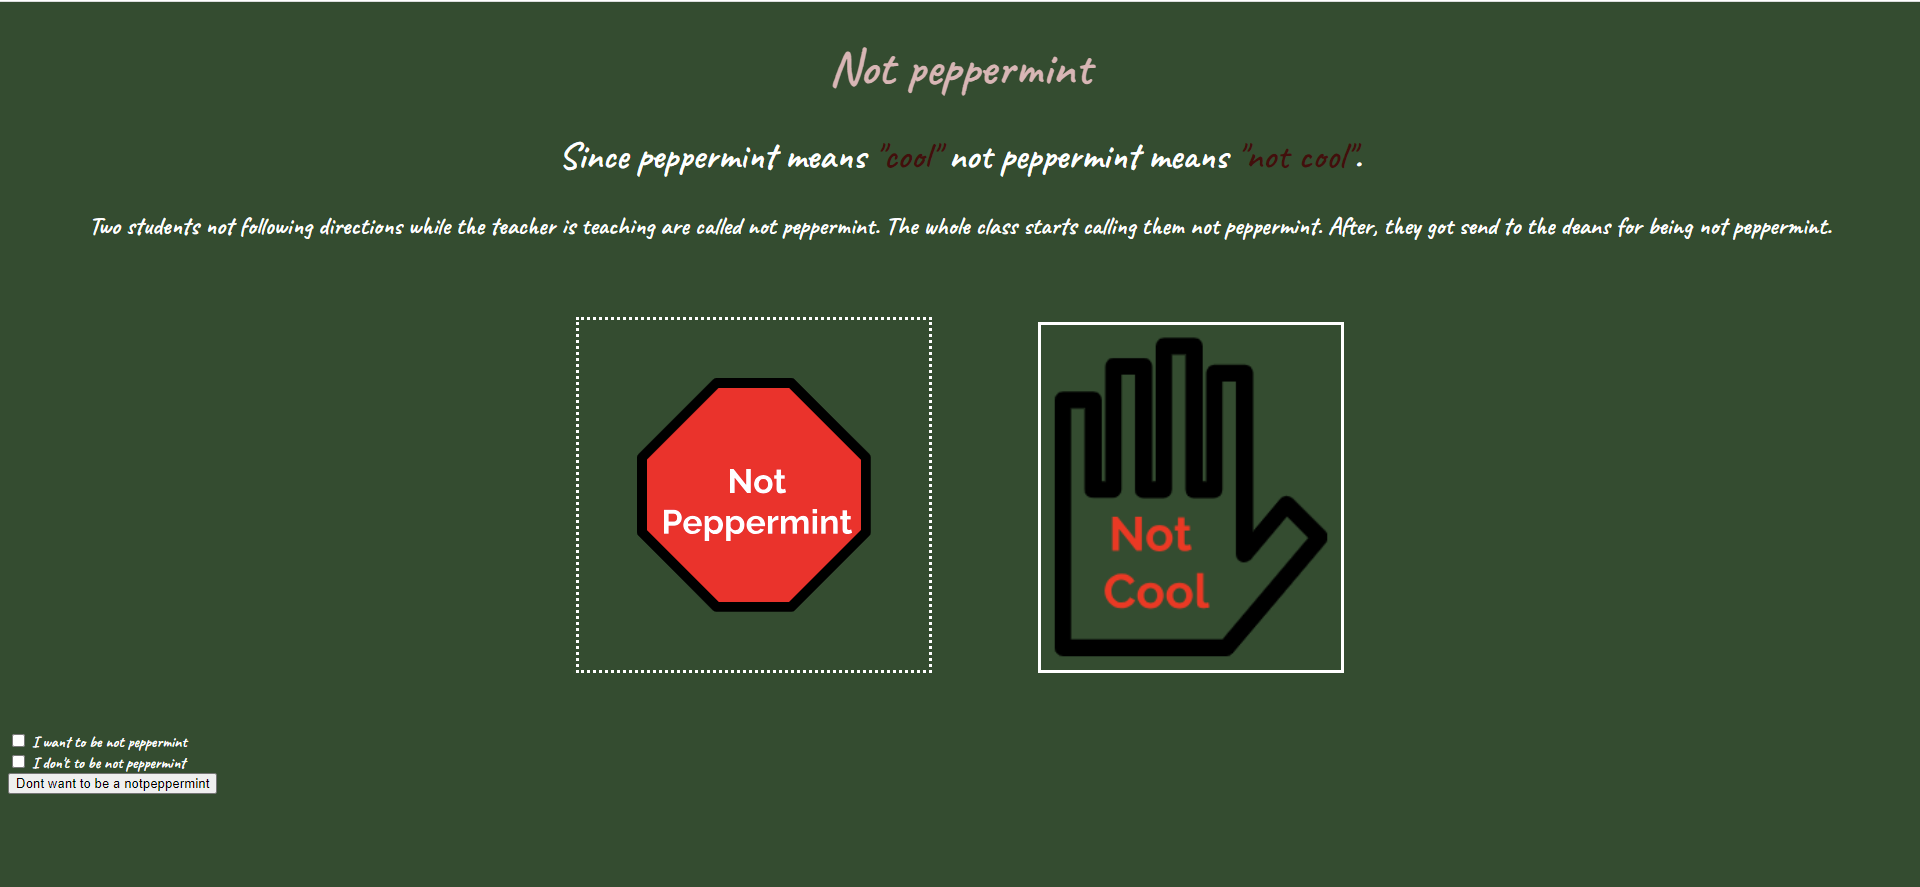 Not peppermint
Since peppermint means "cool" not peppermint means "not cool".
Two students not following directions while the teacher is teaching are called not peppermint. The whole class starts calling them not peppermint. After, they got send to the deans for being not peppermint.
Not
Peppermint
Not
Cool
I want to be not peppermint
I don't to be not peppermint
Dont want to be a notpeppermint